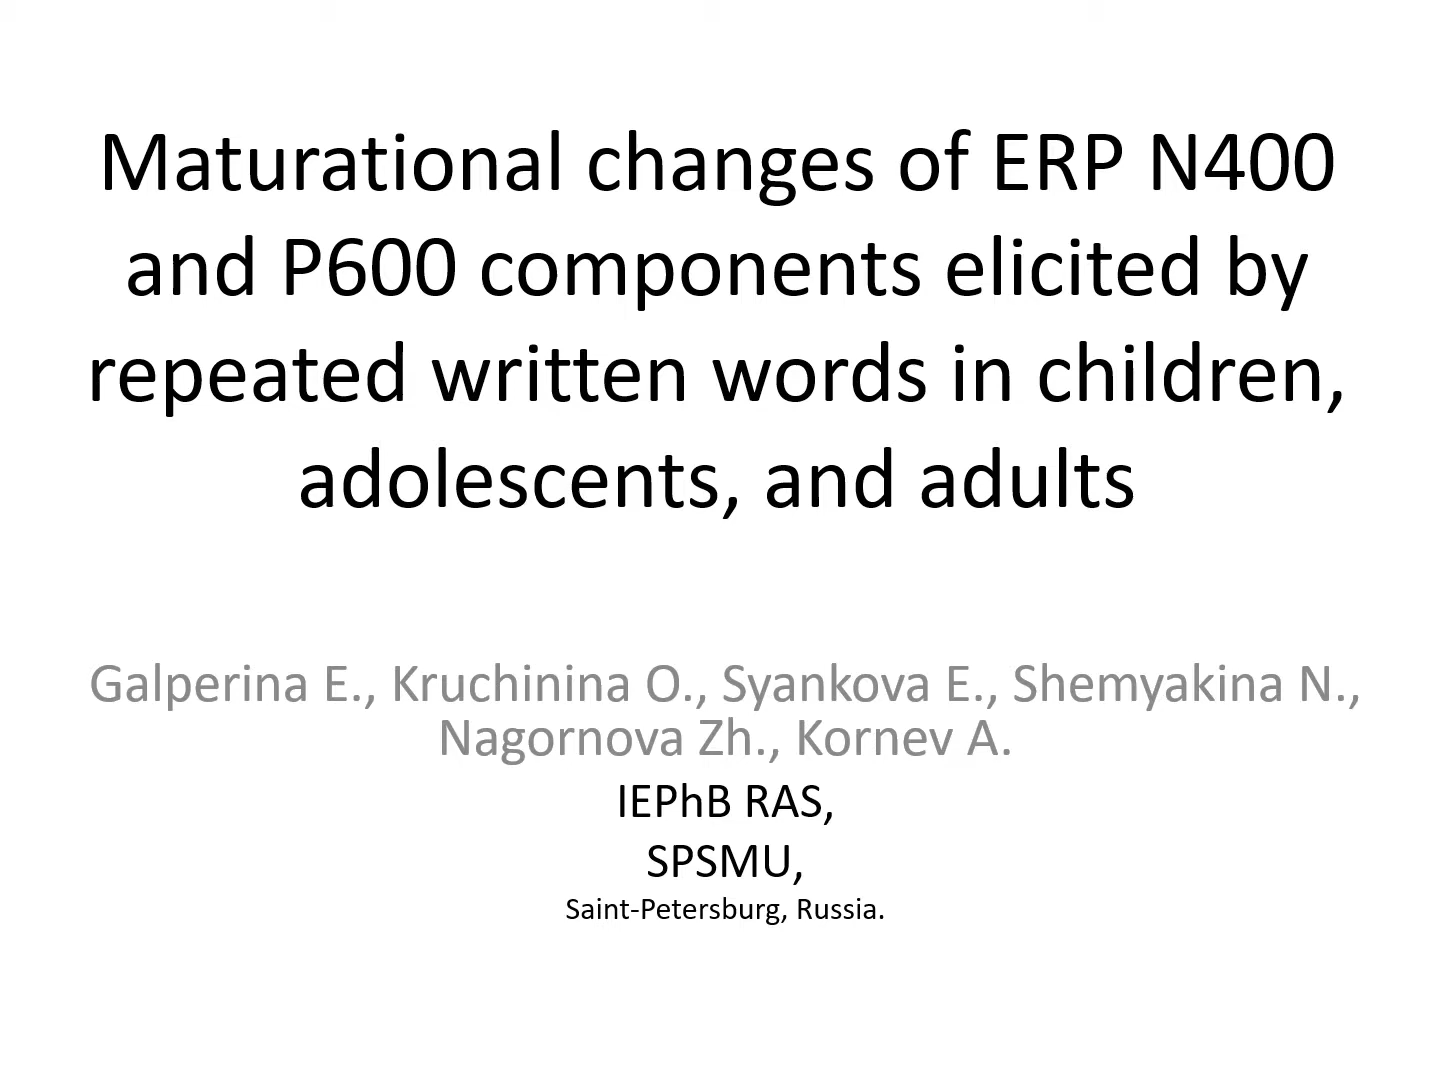 Maturational changes of ERP N400
and P600 components elicited by
repeated written words in children,
adolescents, and adults
Galperina E., Kruchinina O., Syankova E., Shemyakina N.,
Nagornova Zh., Kornev A.
IEPhB RAS,
SPSMU,
Saint-Petersburg, Russia.